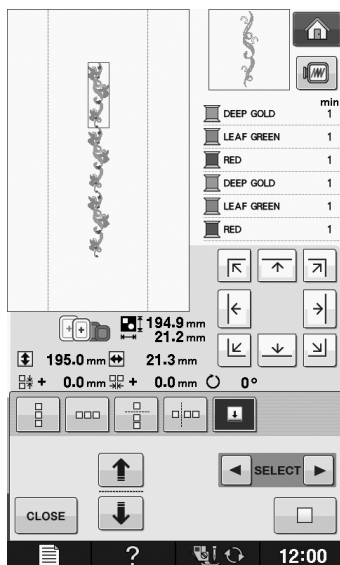 min
DEEP GOLD 1
LEAF GREEN 1
RED 1
DEEP GOLD 1
LEAF GREEN 1
RED 1
194.9 mm
21.2 mm
195.0 mm 21.3 mm
+ 0.0 mm + 0.0 mm 0°
SELECT
CLOSE
? 12:00